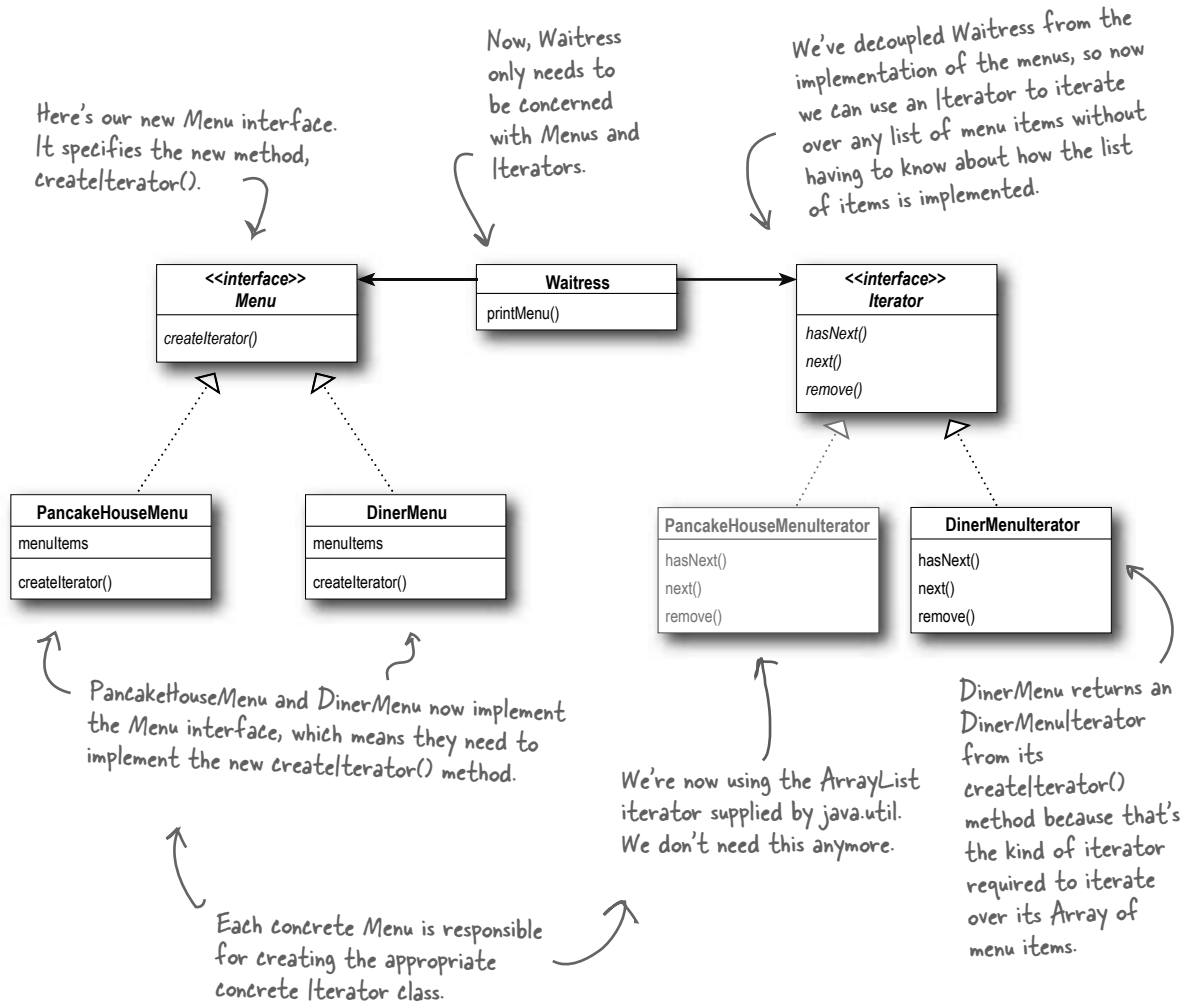 Here's our new Menu interface.
It specifies the new method,
createIterator().
Now, Waitress
only needs to
be concerned
with Menus and
Iterators.
We've decoupled Waitress from the
implementation of the menus, so now
we can use an Iterator to iterate
over any list of menu items without
having to know about how the list
of items is implemented.
<<interface>>
Menu
createIterator()
Waitress
printMenu()
<<interface>>
Iterator
hasNext()
next()
remove()
PancakeHouseMenu
menuItems
createIterator()
DinerMenu
menuItems
createIterator()
PancakeHouseMenuIterator
hasNext()
next()
remove()
DinerMenuIterator
hasNext()
next()
remove()
PancakeHouseMenu and DinerMenu now implement
the Menu interface, which means they need to
implement the new createIterator() method.
We're now using the ArrayList
iterator supplied by java.util.
We don't need this anymore.
DinerMenu returns an
DinerMenuIterator
from its
createIterator()
method because that's
the kind of iterator
required to iterate
over its Array of
menu items.
Each concrete Menu is responsible
for creating the appropriate
concrete Iterator class.